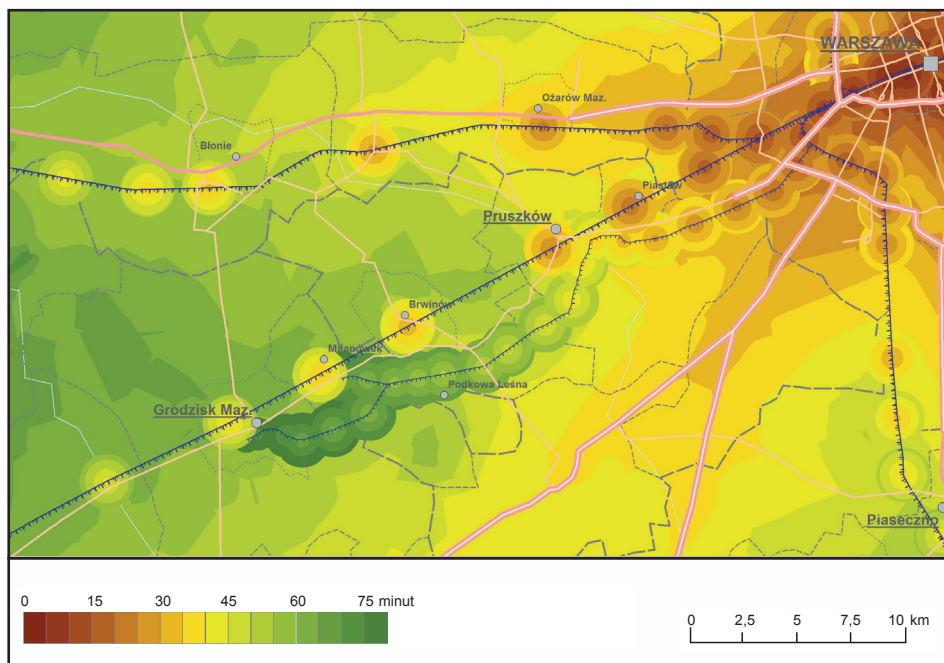 WARSZAWA
Ożarów Maz.
Błonie
Piastów
Pruszków
Brwinów
Milanówek
Podkowa Leśna
Grodzisk Maz.
Piaseczno
0 15 30 45 60 75 minut
0 2,5 5 7,5 10 km